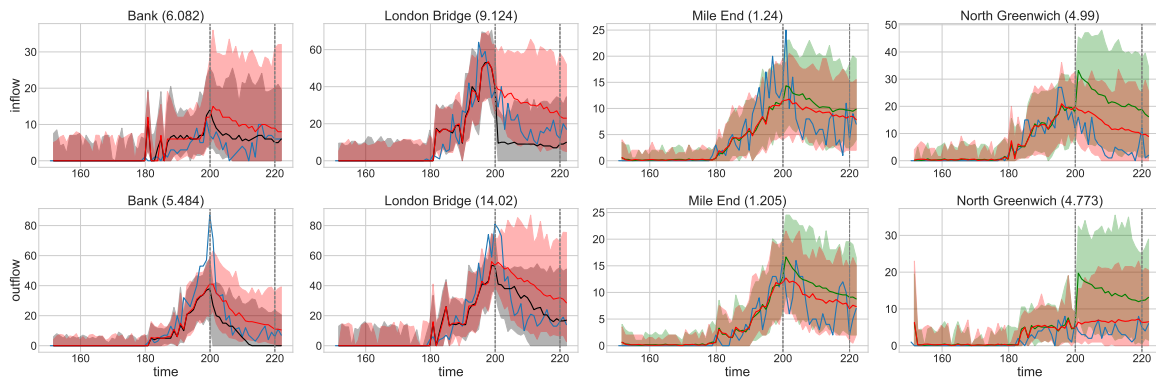 Bank (6.082)
London Bridge (9.124)
Mile End (1.24)
North Greenwich (4.99)
inflow
30
20
10
0
160 180 200 220
60
40
20
0
160 180 200 220
25
20
15
10
5
0
160 180 200 220
50
40
30
20
10
0
160 180 200 220
Bank (5.484)
London Bridge (14.02)
Mile End (1.205)
North Greenwich (4.773)
outflow
80
60
40
20
0
160 180 200 220
time
80
60
40
20
0
160 180 200 220
time
25
20
15
10
5
0
160 180 200 220
time
30
20
10
0
160 180 200 220
time